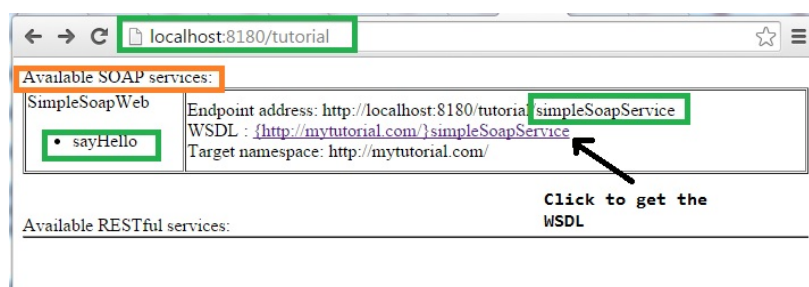 localhost:8180/tutorial
Available SOAP services:
SimpleSoapWeb
• sayHello
Endpoint address: http://localhost:8180/tutorial/simpleSoapService
WSDL : {http://mytutorial.com/}simpleSoapService
Target namespace: http://mytutorial.com/
Click to get the
WSDL
Available RESTful services: